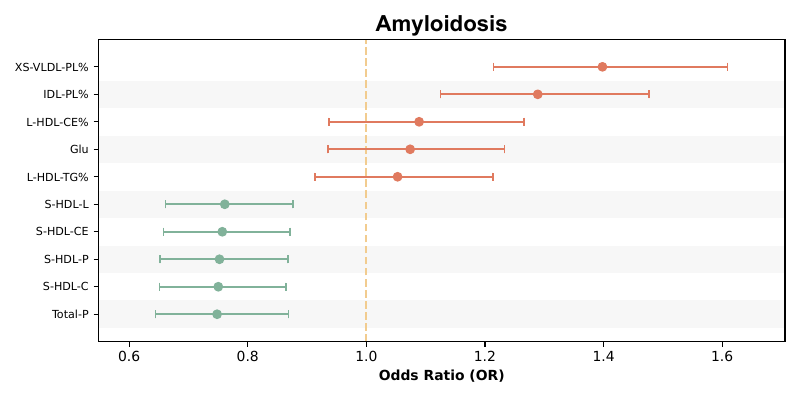 Amyloidosis
XS-VLDL-PL%
IDL-PL%
L-HDL-CE%
Glu
L-HDL-TG%
S-HDL-L
S-HDL-CE
S-HDL-P
S-HDL-C
Total-P
0.6 0.8 1.0 1.2 1.4 1.6
Odds Ratio (OR)